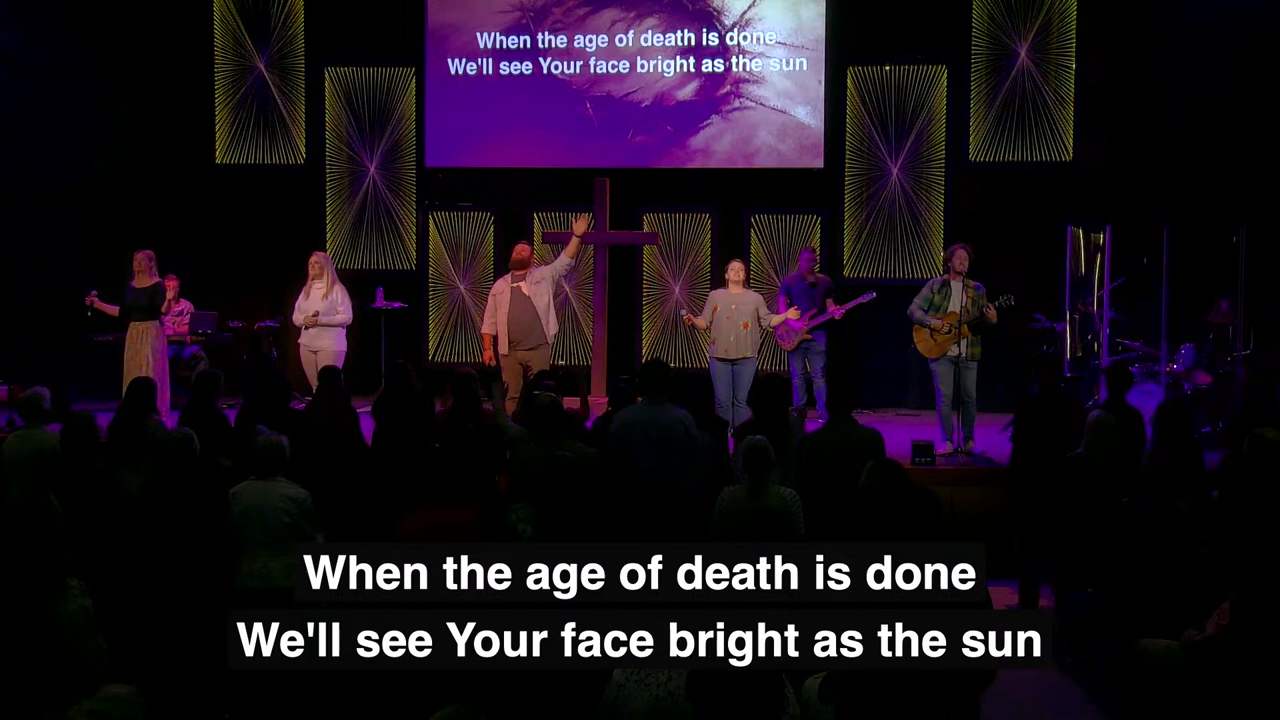 When the age of death is done
We'll see Your face bright as the sun
When the age of death is done
We'll see Your face bright as the sun